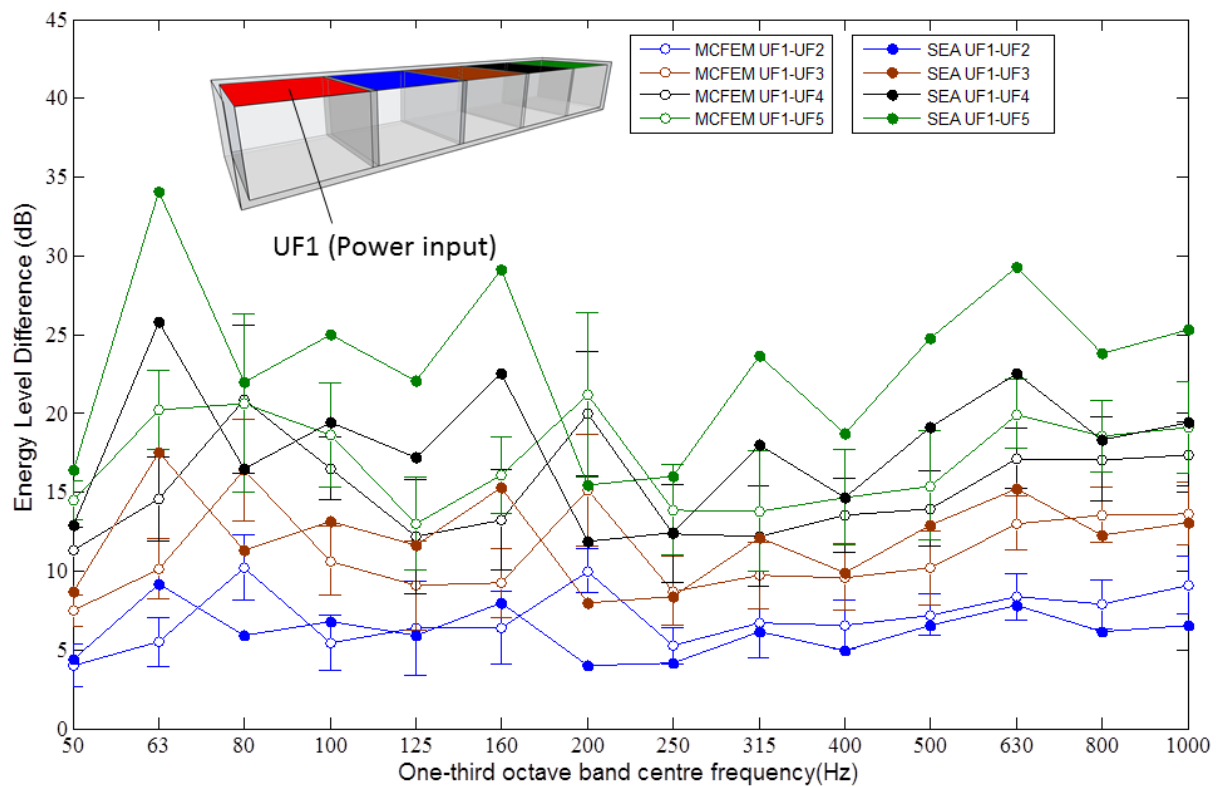 45
40
35
30
25
20
15
10
5
0
Energy Level Difference (dB)
MCFEM UF1-UF2
MCFEM UF1-UF3
MCFEM UF1-UF4
MCFEM UF1-UF5
SEA UF1-UF2
SEA UF1-UF3
SEA UF1-UF4
SEA UF1-UF5
UF1 (Power input)
50 63 80 100 125 160 200 250 315 400 500 630 800 1000
One-third octave band centre frequency(Hz)